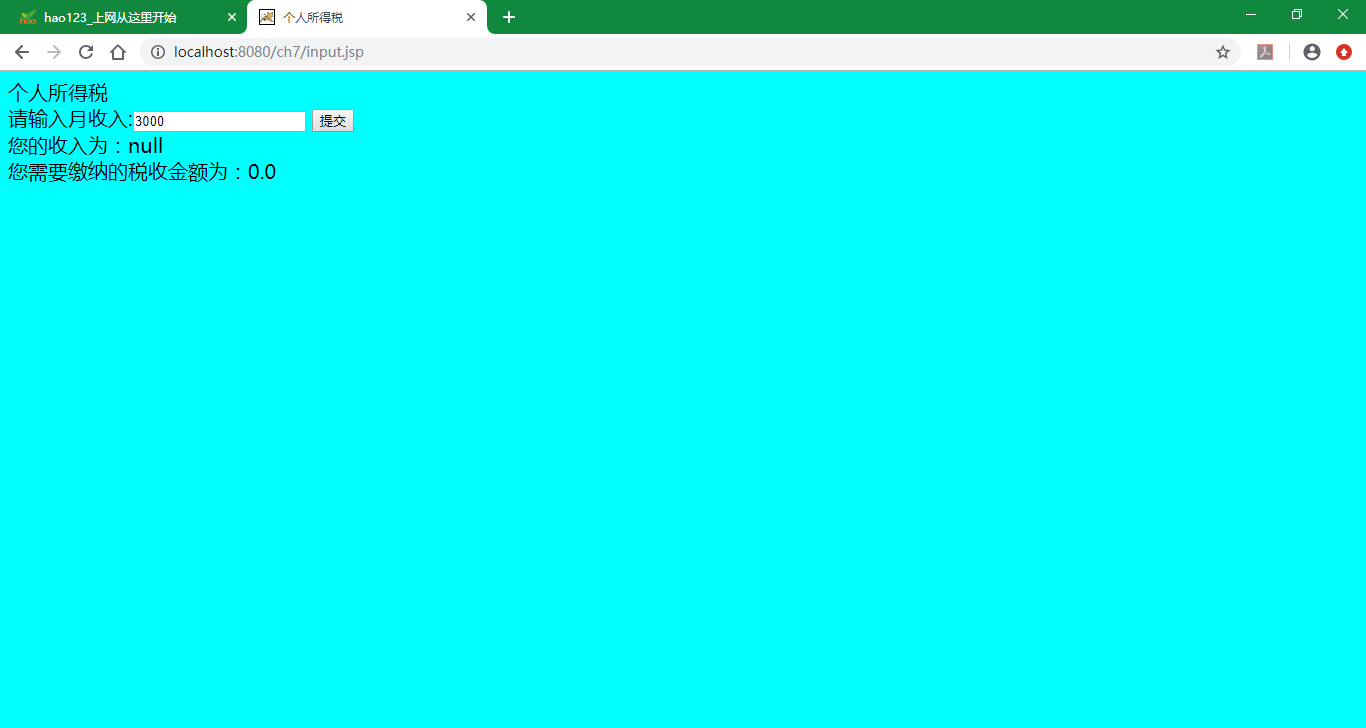 hao123_上网从这里开始
个人所得税
localhost:8080/ch7/input.jsp
个人所得税
请输入月收入:3000 提交
您的收入为：null
您需要缴纳的税收金额为：0.0